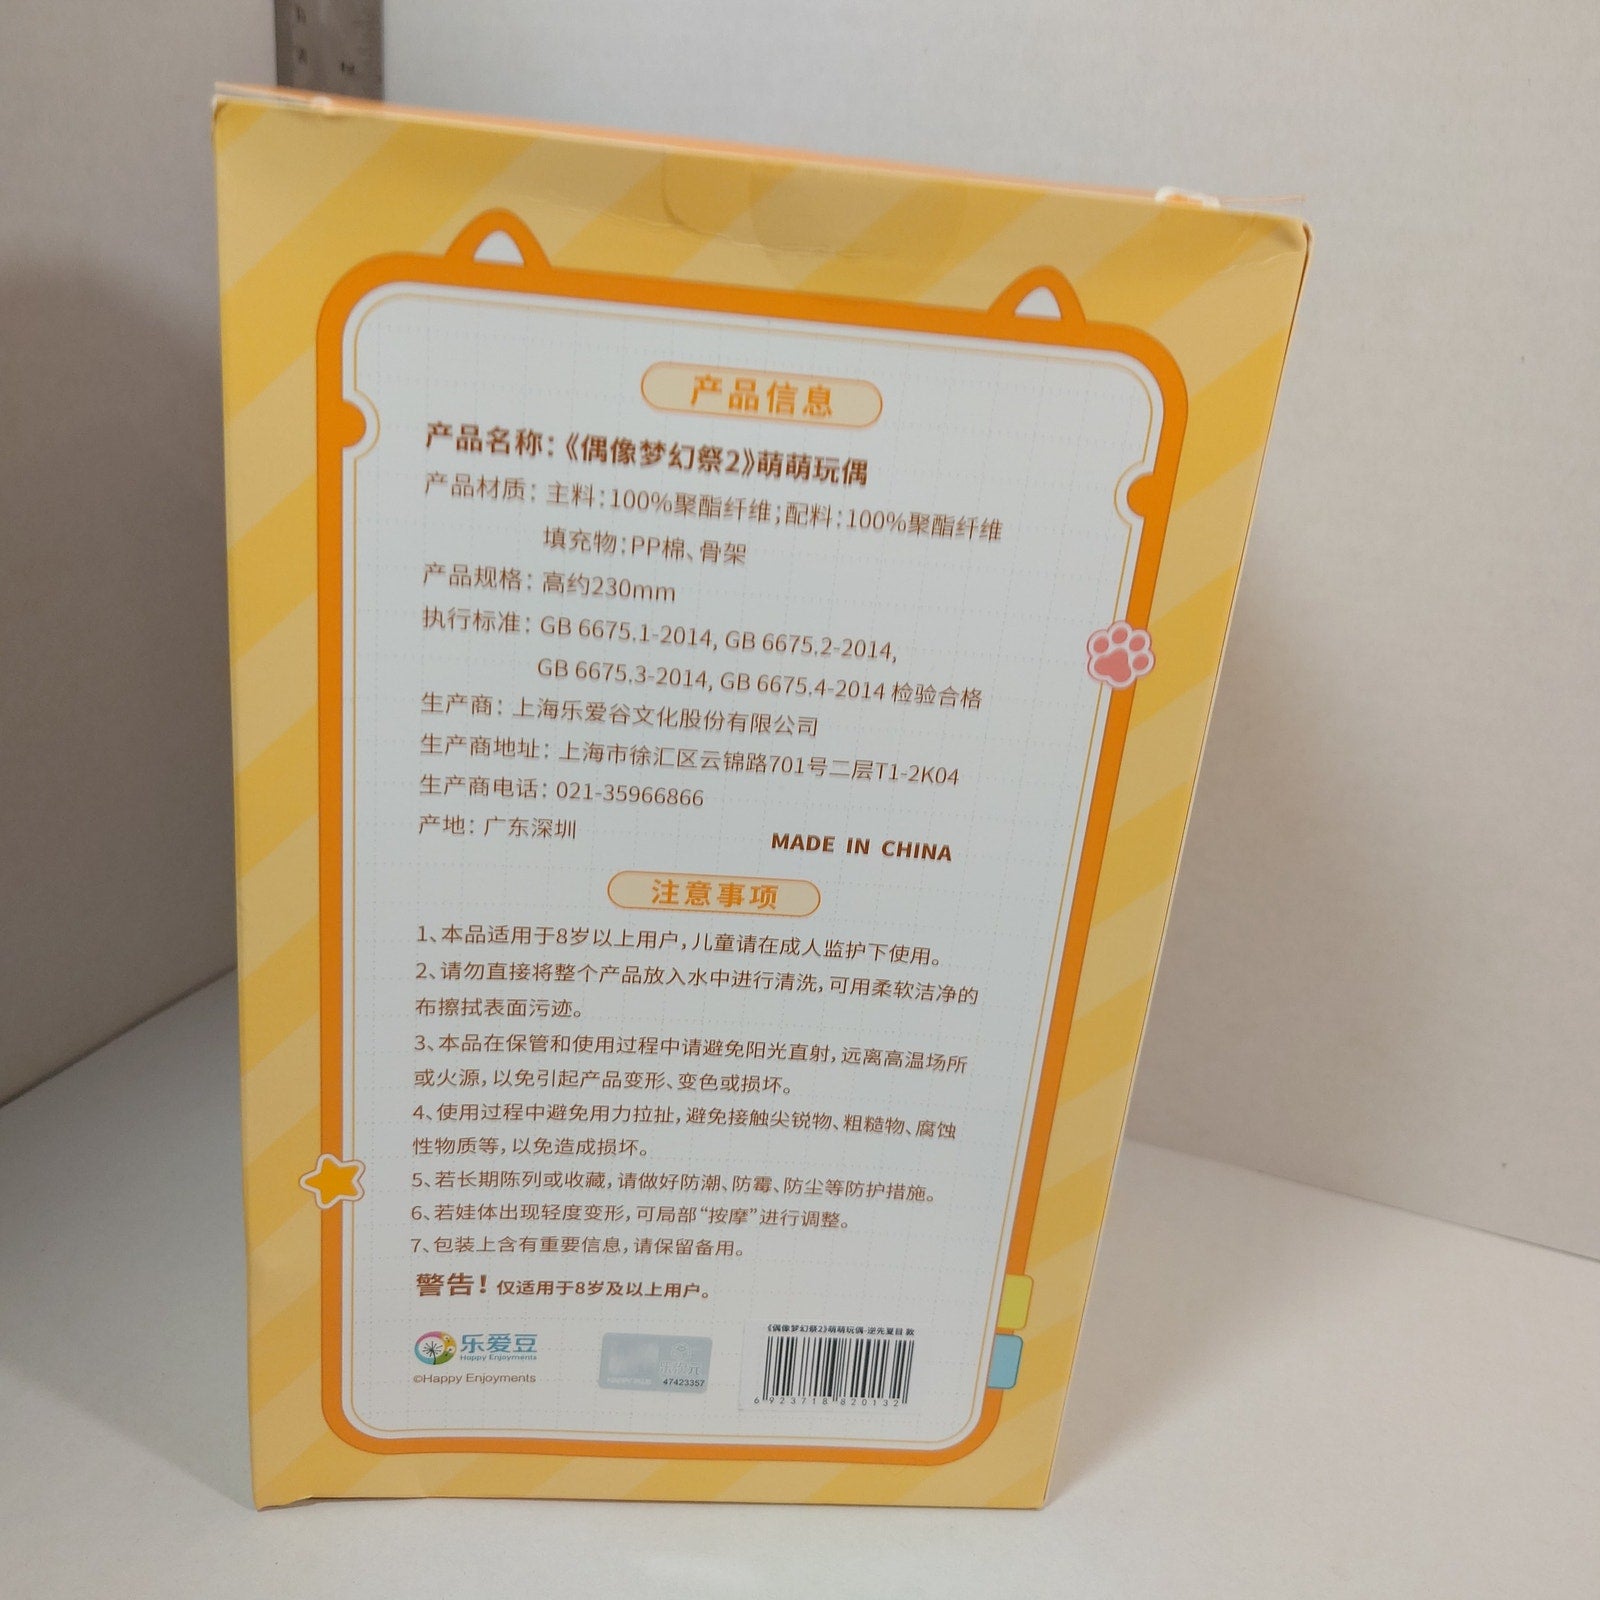 产品信息
产品名称：《偶像梦幻祭2》萌萌玩偶
产品材质：主料：100%聚酯纤维；配料：100%聚酯纤维
填充物：PP棉、骨架
产品规格：高约230mm
执行标准：GB 6675.1-2014, GB 6675.2-2014,
GB 6675.3-2014, GB 6675.4-2014 检验合格
生产商：上海乐爱谷文化股份有限公司
生产商地址：上海市徐汇区云锦路701号二层T1-2K04
生产商电话：021-35966866
产地：广东深圳
MADE IN CHINA
注意事项
1、本品适用于8岁以上用户，儿童请在成人监护下使用。
2、请勿直接将整个产品放入水中进行清洗，可用柔软洁净的
布擦拭表面污迹。
3、本品在保管和使用过程中请避免阳光直射，远离高温场所
或火源，以免引起产品变形、变色或损坏。
4、使用过程中避免用力拉扯，避免接触尖锐物、粗糙物、腐蚀
性物质等，以免造成损坏。
5、若长期陈列或收藏，请做好防潮、防霉、防尘等防护措施。
6、若娃体出现轻度变形，可局部“按摩”进行调整。
7、包装上含有重要信息，请保留备用。
警告！仅适用于8岁及以上用户。
乐爱豆
Happy Enjoyments
©Happy Enjoyments
47423357
《偶像梦幻祭2》萌萌玩偶-逆先夏目 款
6 923718 820132